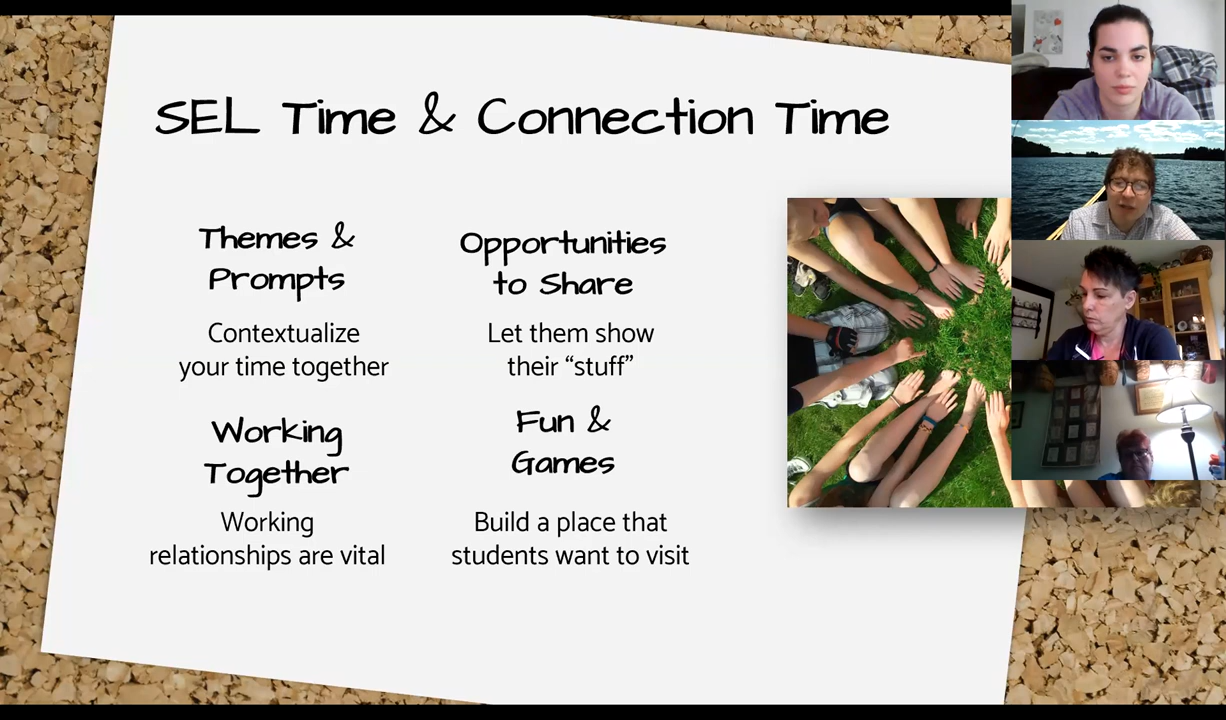 SEL Time & Connection Time
Themes &
Prompts
Contextualize
your time together
Opportunities
to Share
Let them show
their “stuff”
Working
Together
Working
relationships are vital
Fun &
Games
Build a place that
students want to visit